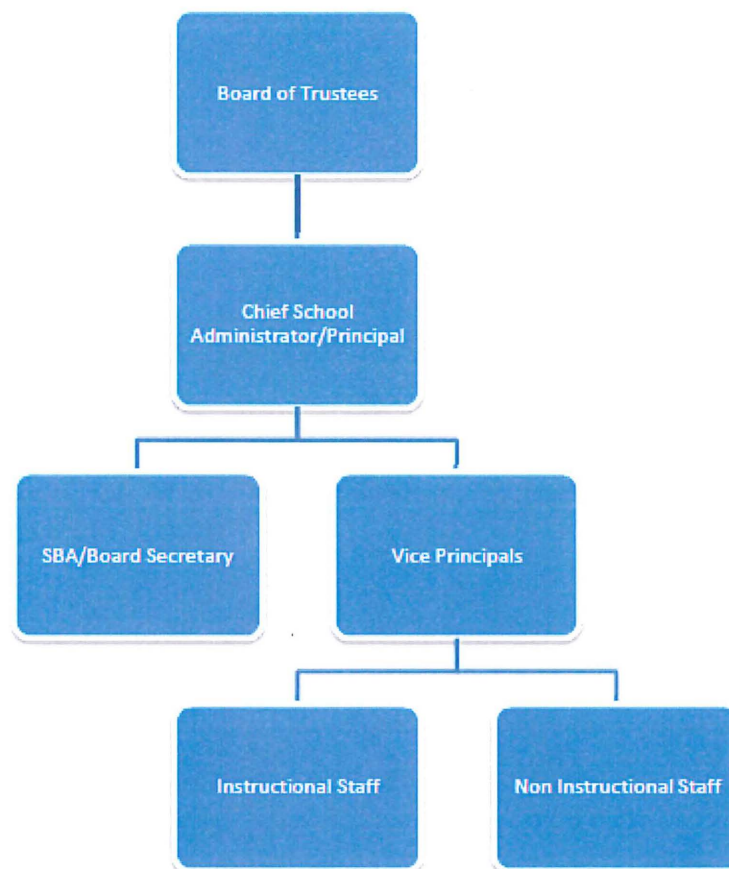 Board of Trustees
Chief School
Administrator/Principal
SBA/Board Secretary
Vice Principals
Instructional Staff
Non Instructional Staff